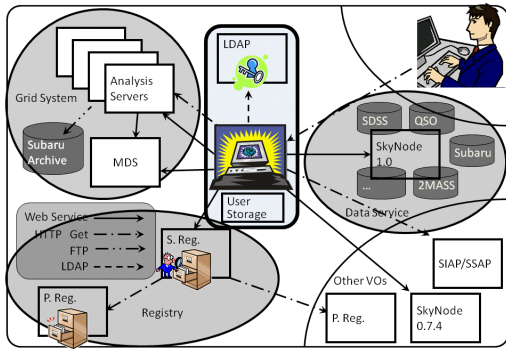 LDAP
Analysis
Servers
Grid System
Subaru
Archive
MDS
SDSS
QSO
SkyNode
1.0
Subaru
...
2MASS
Data Service
User
Storage
Web Service
HTTP Get
FTP
LDAP
S. Reg.
P. Reg.
Registry
Other VOs
P. Reg.
SkyNode
0.7.4
SIAP/SSAP